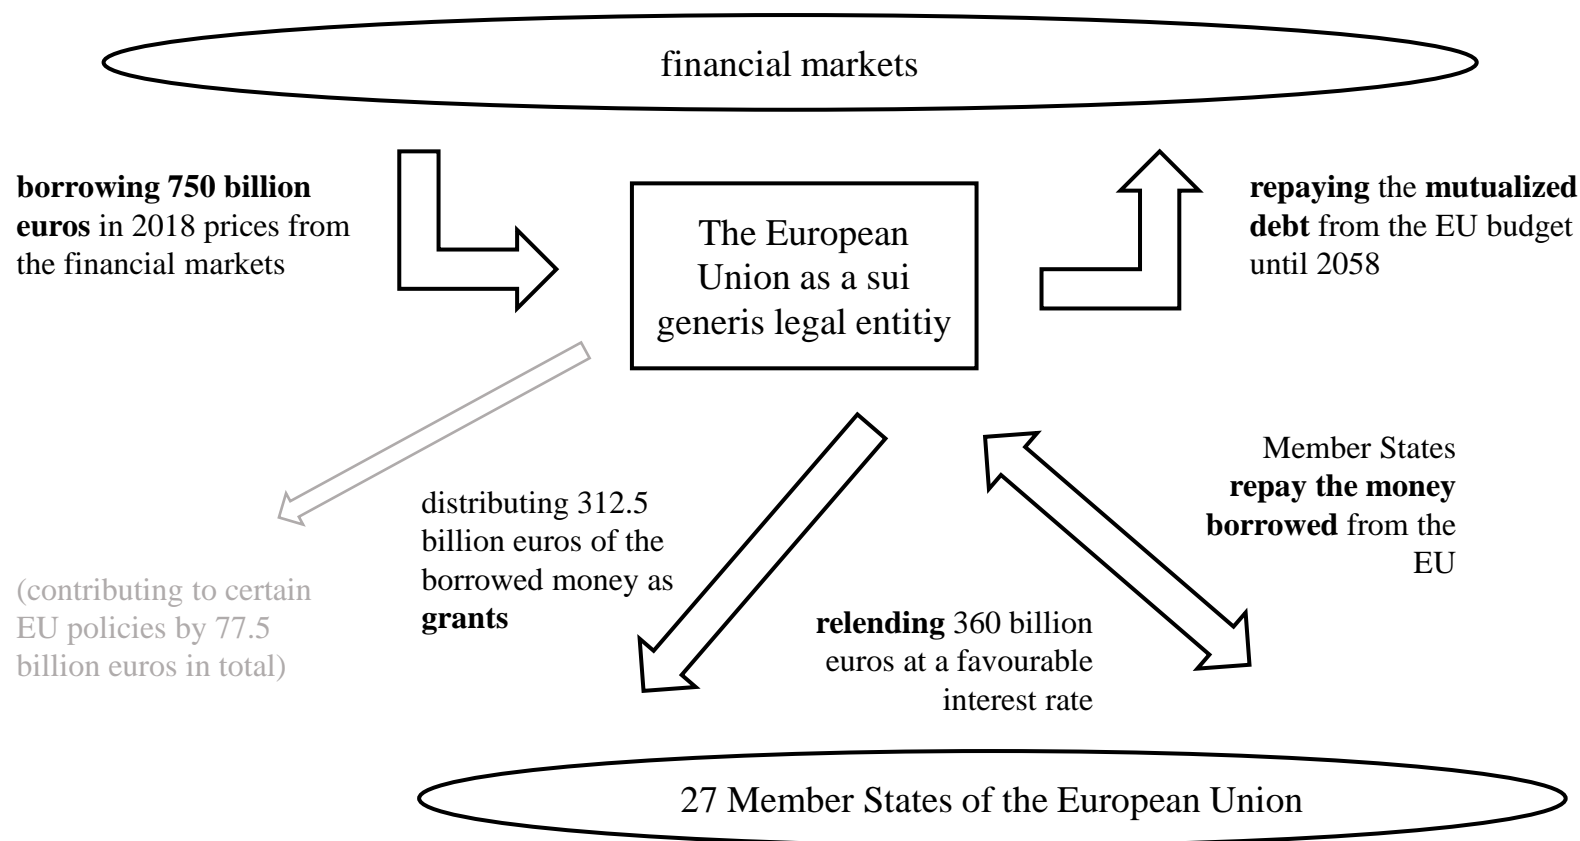 financial markets
borrowing 750 billion
euros in 2018 prices from
the financial markets
The European
Union as a sui
generis legal entitiy
repaying the mutualized
debt from the EU budget
until 2058
(contributing to certain
EU policies by 77.5
billion euros in total)
distributing 312.5
billion euros of the
borrowed money as
grants
relending 360 billion
euros at a favourable
interest rate
Member States
repay the money
borrowed from the
EU
27 Member States of the European Union